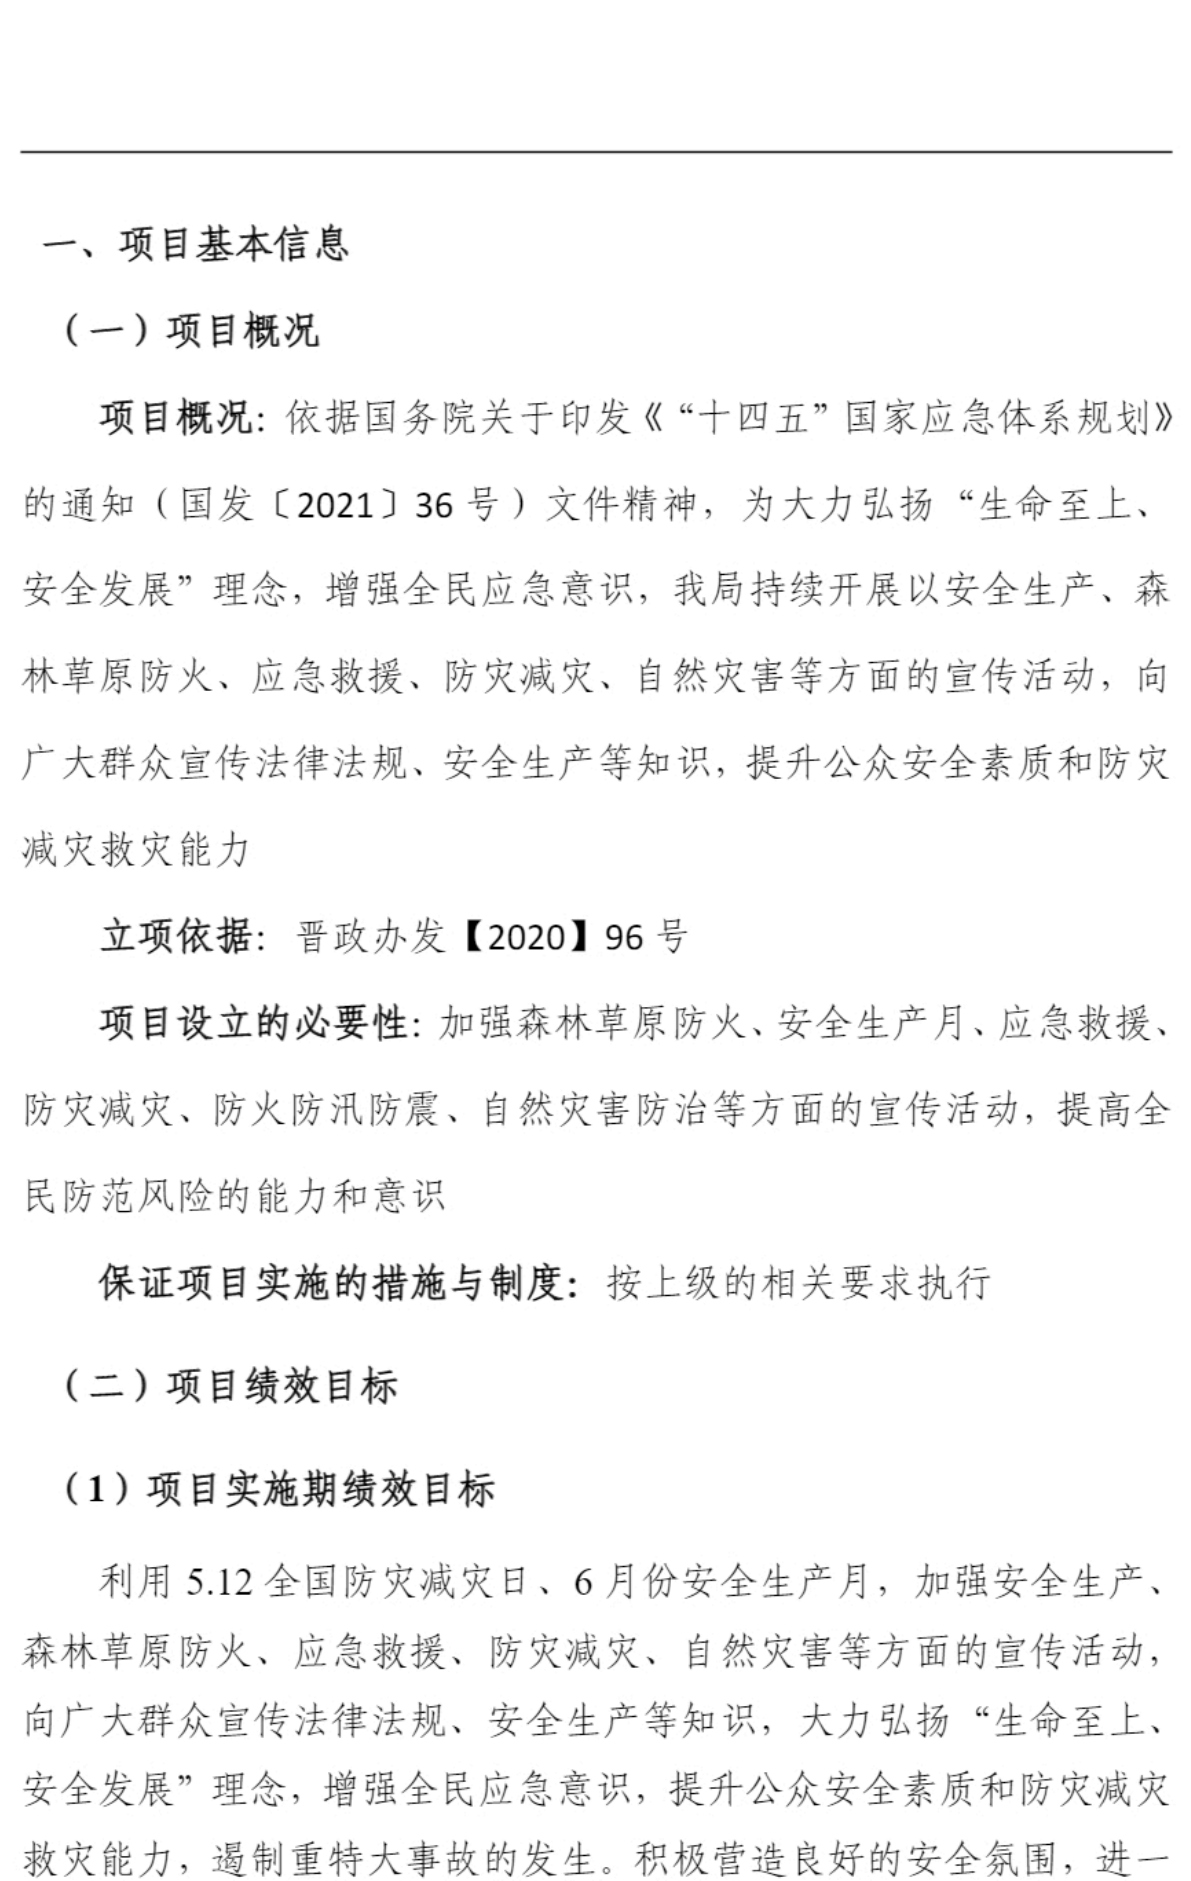 一、项目基本信息
（一）项目概况
项目概况：依据国务院关于印发《“十四五”国家应急体系规划》
的通知（国发〔2021〕36 号）文件精神，为大力弘扬“生命至上、
安全发展”理念，增强全民应急意识，我局持续开展以安全生产、森
林草原防火、应急救援、防灾减灾、自然灾害等方面的宣传活动，向
广大群众宣传法律法规、安全生产等知识，提升公众安全素质和防灾
减灾救灾能力
立项依据：晋政办发【2020】96 号
项目设立的必要性：加强森林草原防火、安全生产月、应急救援、
防灾减灾、防火防汛防震、自然灾害防治等方面的宣传活动，提高全
民防范风险的能力和意识
保证项目实施的措施与制度：按上级的相关要求执行
（二）项目绩效目标
（1）项目实施期绩效目标
利用 5.12 全国防灾减灾日、6 月份安全生产月，加强安全生产、
森林草原防火、应急救援、防灾减灾、自然灾害等方面的宣传活动，
向广大群众宣传法律法规、安全生产等知识，大力弘扬“生命至上、
安全发展”理念，增强全民应急意识，提升公众安全素质和防灾减灾
救灾能力，遏制重特大事故的发生。积极营造良好的安全氛围，进一